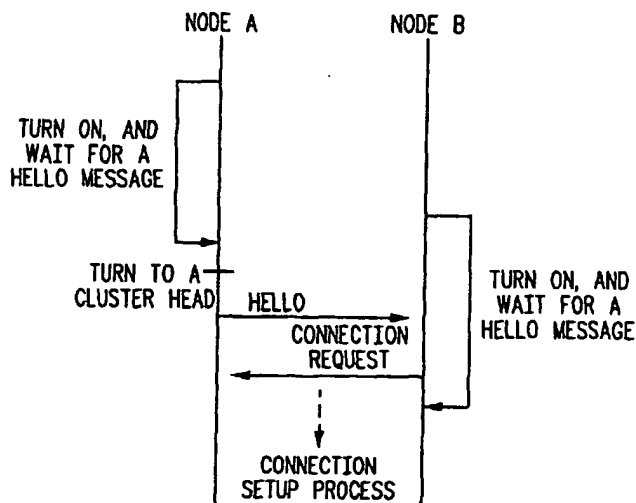 NODE A
NODE B
TURN ON, AND
WAIT FOR A
HELLO MESSAGE
TURN TO A
CLUSTER HEAD
HELLO
CONNECTION
REQUEST
TURN ON, AND
WAIT FOR A
HELLO MESSAGE
CONNECTION
SETUP PROCESS